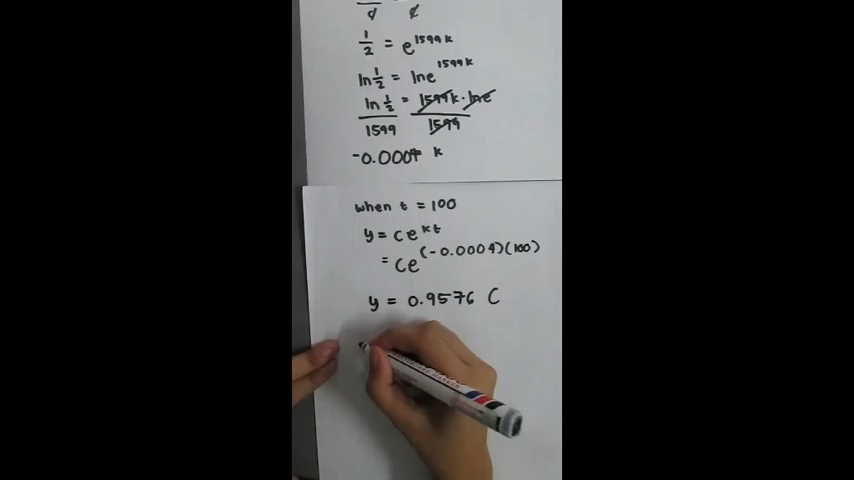 1/2 = e^1599k
ln 1/2 = ln e^1599k
ln 1/2 / 1599 = 1599k · ln e / 1599
-0.0004 = k
when t = 100
y = ce^kt
= ce^(-0.0004)(100)
y = 0.9576 C